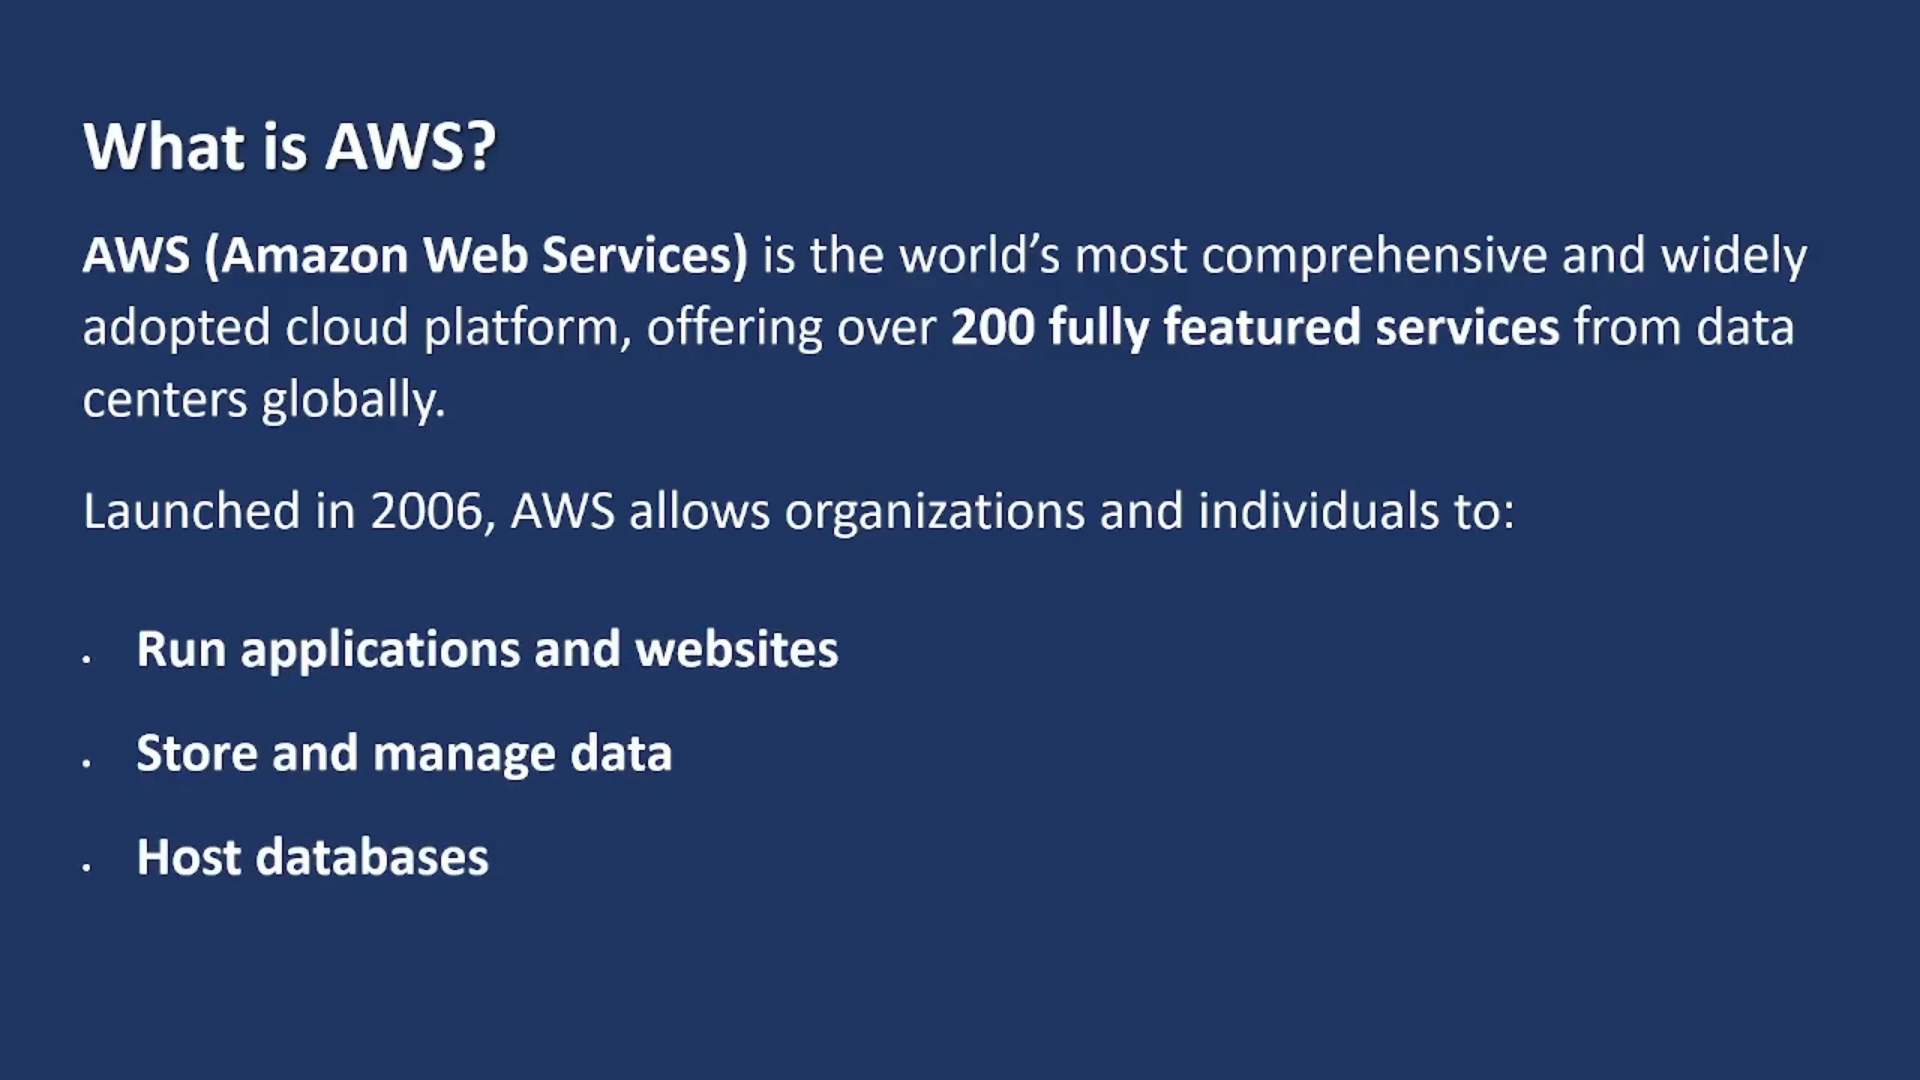 What is AWS?
AWS (Amazon Web Services) is the world’s most comprehensive and widely
adopted cloud platform, offering over 200 fully featured services from data
centers globally.
Launched in 2006, AWS allows organizations and individuals to:
• Run applications and websites
• Store and manage data
• Host databases